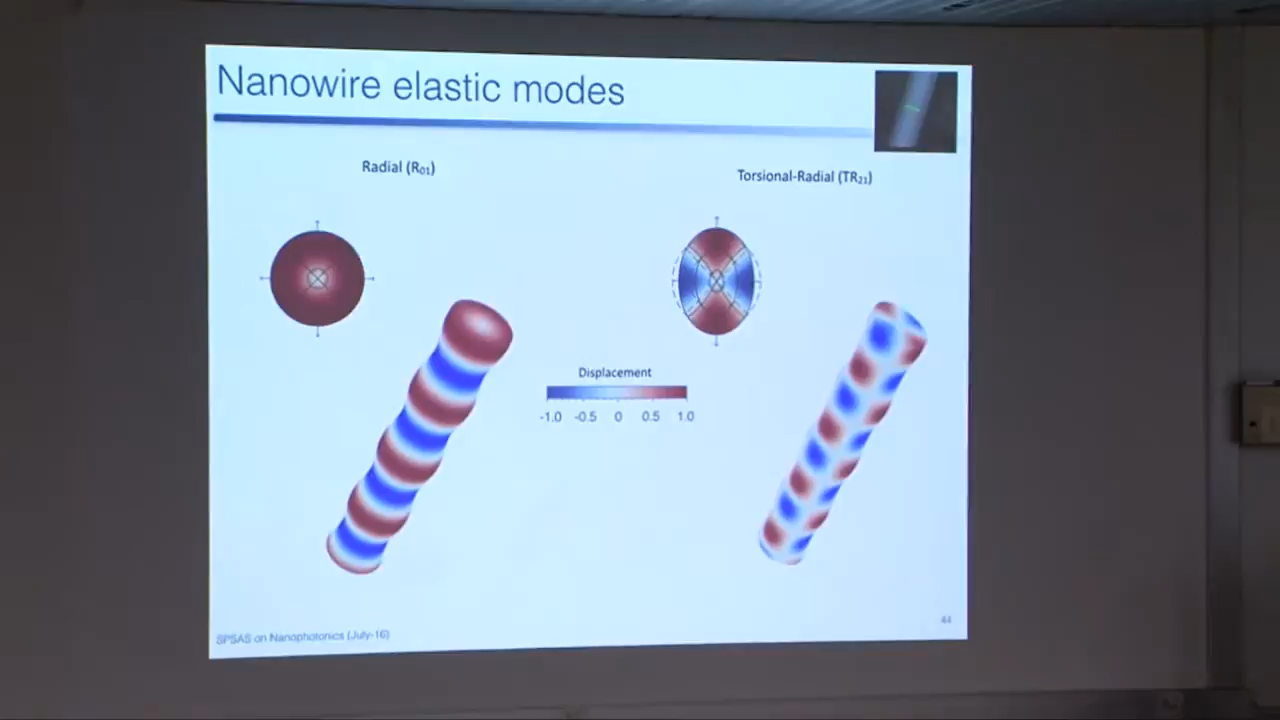 Nanowire elastic modes
Radial (R₀₁)
Torsional-Radial (TR₂₁)
Displacement
-1.0 -0.5 0 0.5 1.0
SPSAS on Nanophotonics (July-16)
44